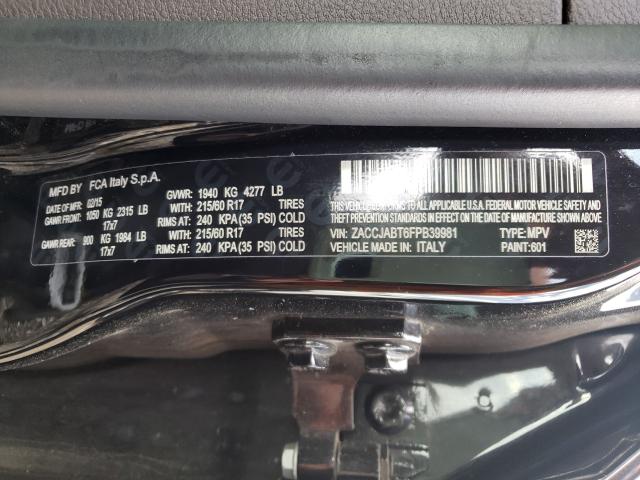 MFD BY FCA Italy S.p.A.
DATE OF MFR: 02/15 GVWR: 1940 KG 4277 LB
GAWR FRONT: 1050 KG 2315 LB WITH: 215/60 R17 TIRES
17x7 RIMS AT: 240 KPA (35 PSI) COLD
GAWR REAR: 900 KG 1984 LB WITH: 215/60 R17 TIRES
17x7 RIMS AT: 240 KPA (35 PSI) COLD
THIS VEHICLE CONFORMS TO ALL APPLICABLE U.S.A. FEDERAL MOTOR
VEHICLE SAFETY, BUMPER, AND THEFT PREVENTION STANDARDS IN
EFFECT ON THE DATE OF MANUFACTURE SHOWN ABOVE.
VIN: ZACCJABT6FPB39981 TYPE: MPV
VEHICLE MADE IN: ITALY PAINT: 601